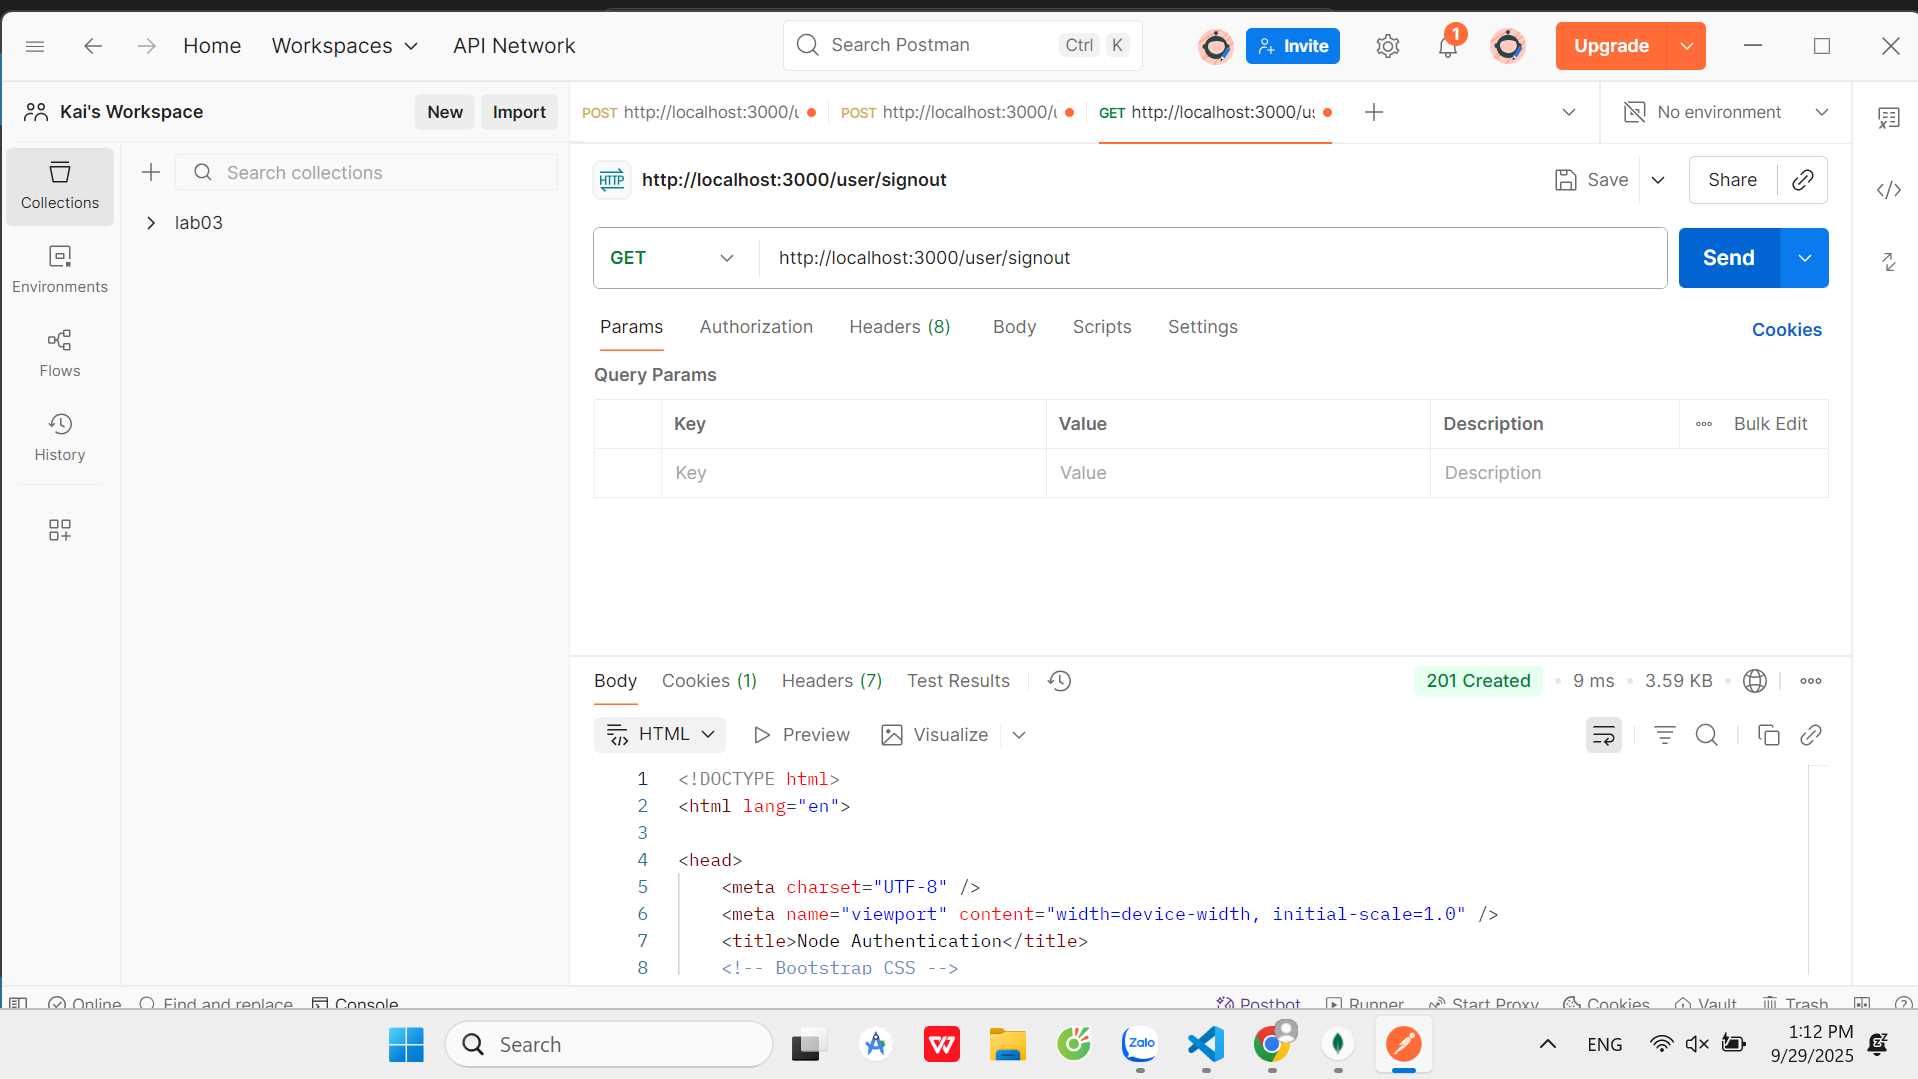 Home Workspaces API Network Search Postman Ctrl K Invite 1 Upgrade
Kai's Workspace New Import POST http://localhost:3000/u POST http://localhost:3000/u GET http://localhost:3000/us No environment
Search collections
Collections
lab03
Environments
Flows
History
HTTP http://localhost:3000/user/signout Save Share
GET http://localhost:3000/user/signout Send
Params Authorization Headers (8) Body Scripts Settings Cookies
Query Params
Key Value Description Bulk Edit
Key Value Description
Body Cookies (1) Headers (7) Test Results 201 Created 9 ms 3.59 KB
HTML Preview Visualize
1 <!DOCTYPE html>
2 <html lang="en">
3
4 <head>
5 <meta charset="UTF-8" />
6 <meta name="viewport" content="width=device-width, initial-scale=1.0" />
7 <title>Node Authentication</title>
8 <!-- Bootstrap CSS -->
Online Find and replace Console Postbot Runner Start Proxy Cookies Vault Trash
Search Zalo ENG 1:12 PM
9/29/2025